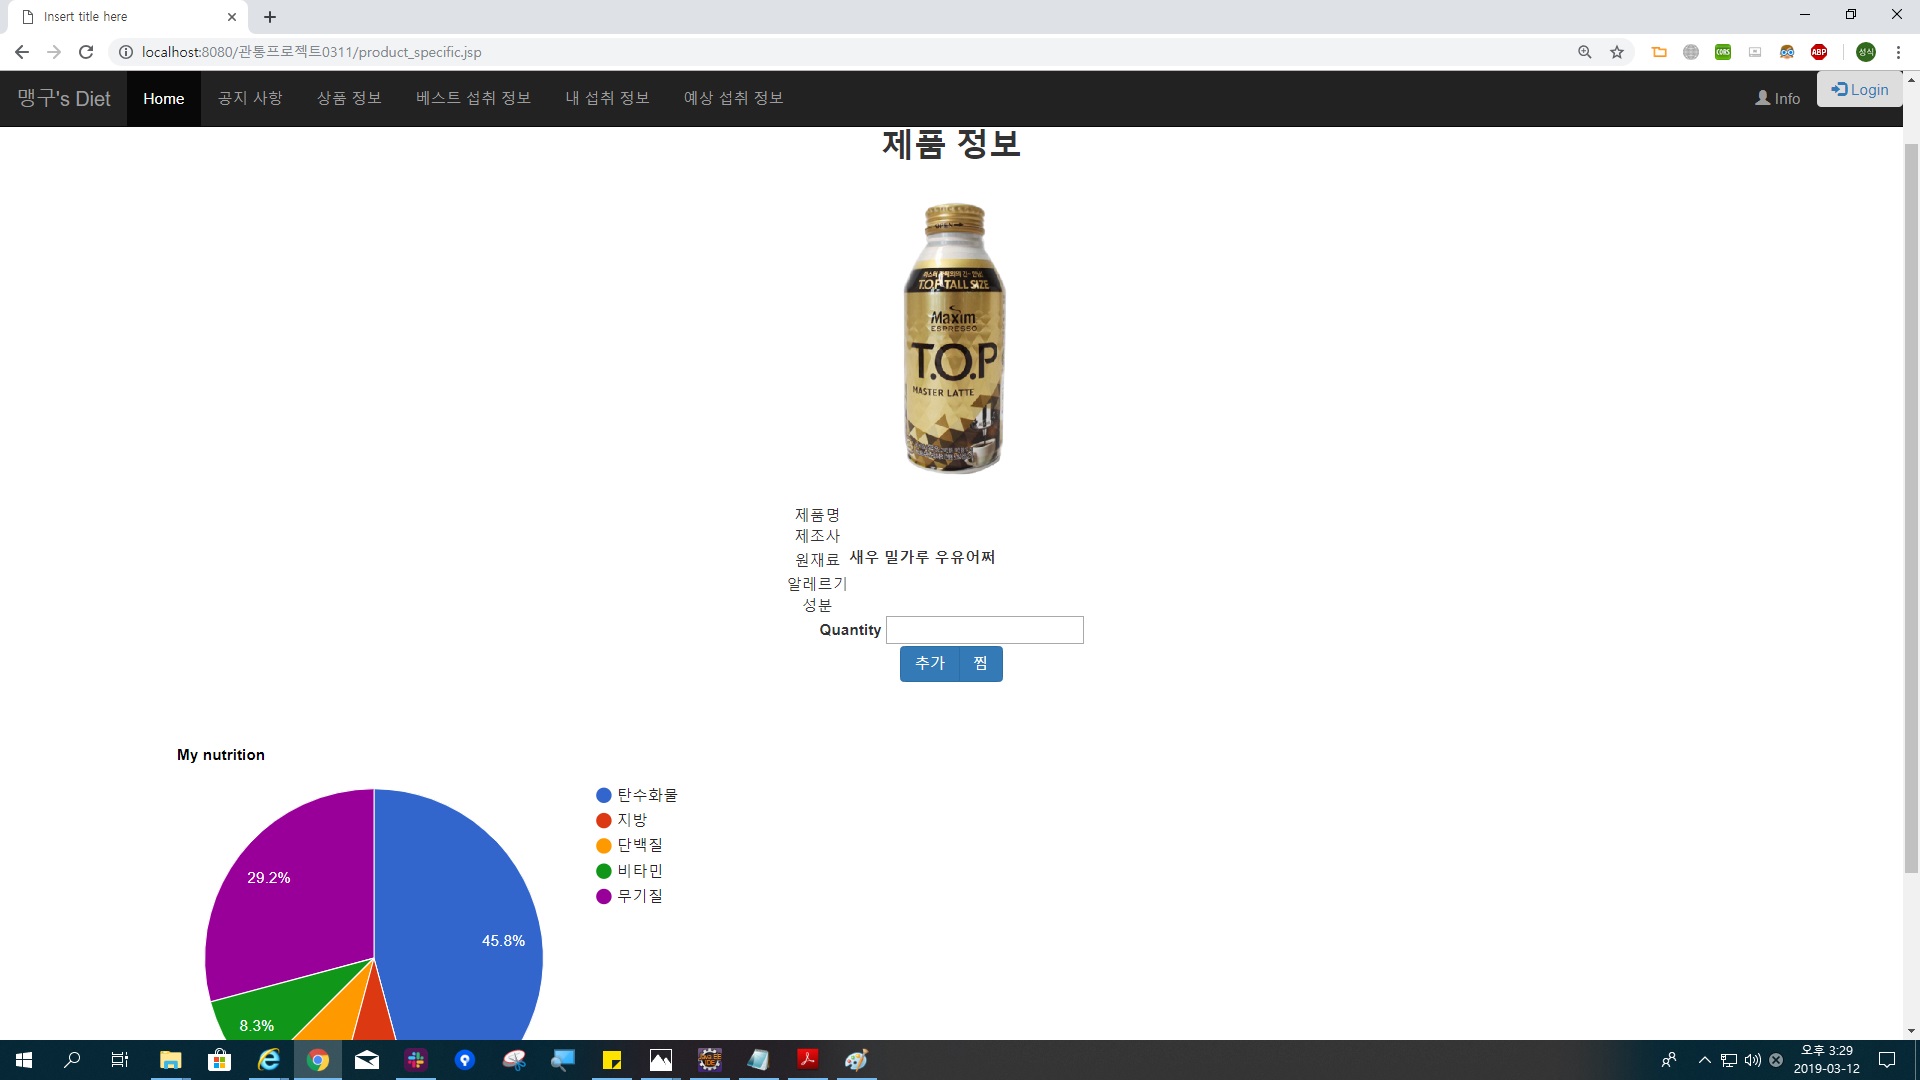 Insert title here
localhost:8080/관통프로젝트0311/product_specific.jsp
CORS
ABP
성식
맹구's Diet Home 공지 사항 상품 정보 베스트 섭취 정보 내 섭취 정보 예상 섭취 정보 Info Login
제품 정보
T.O.P TALL SIZE
Maxim
ESPRESSO
T.O.P
MASTER LATTE
제품명
제조사
원재료 새우 밀가루 우유어쩌
알레르기
성분
Quantity
추가 찜
My nutrition
탄수화물
지방
단백질
비타민
무기질
29.2%
45.8%
8.3%
오후 3:29
2019-03-12